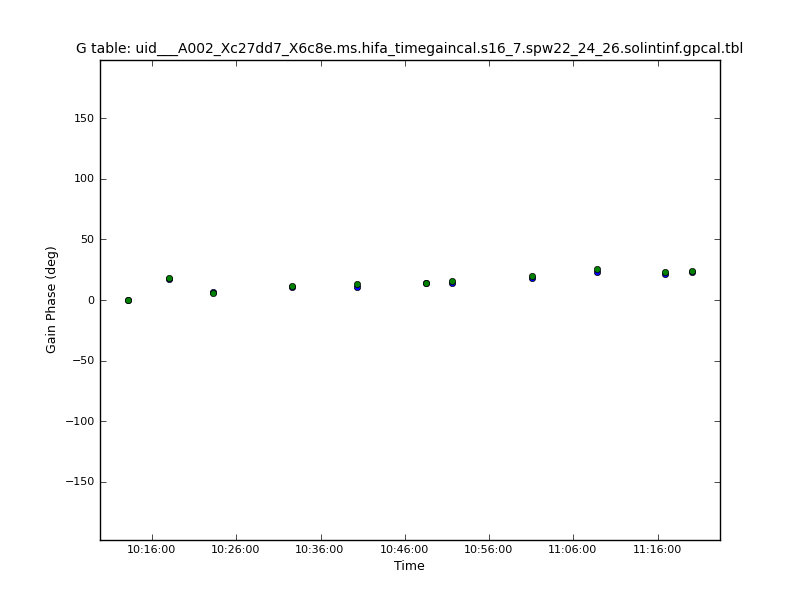 G table: uid___A002_Xc27dd7_X6c8e.ms.hifa_timegaincal.s16_7.spw22_24_26.solintinf.gpcal.tbl
150
100
50
0
−50
−100
−150
Gain Phase (deg)
10:16:00 10:26:00 10:36:00 10:46:00 10:56:00 11:06:00 11:16:00
Time